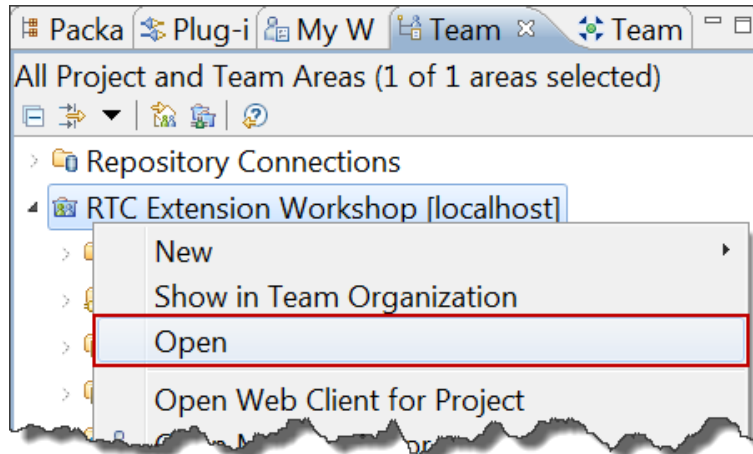 Packa Plug-i My W Team Team
All Project and Team Areas (1 of 1 areas selected)
Repository Connections
RTC Extension Workshop [localhost]
New
Show in Team Organization
Open
Open Web Client for Project